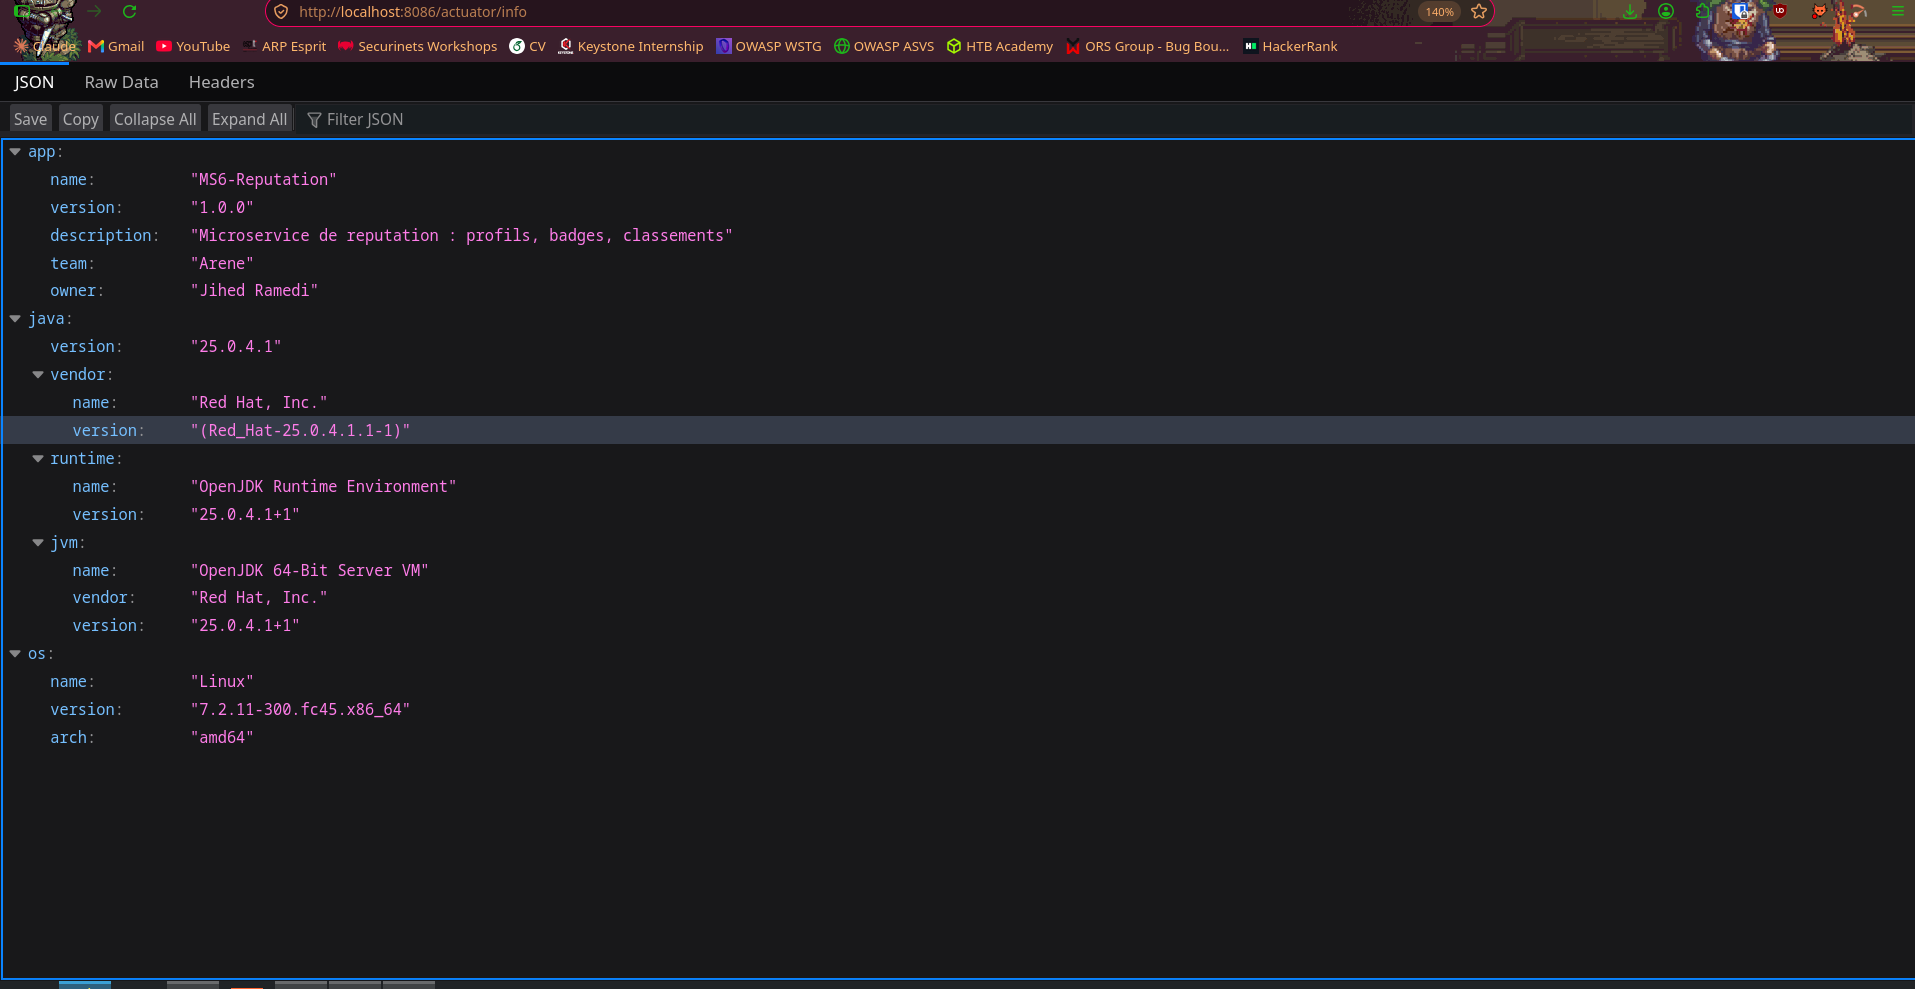 http://localhost:8086/actuator/info
140%
Claude Gmail YouTube ARP Esprit Securinets Workshops CV Keystone Internship OWASP WSTG OWASP ASVS HTB Academy ORS Group - Bug Bou... HackerRank
JSON Raw Data Headers
Save Copy Collapse All Expand All Filter JSON
app:
name: "MS6-Reputation"
version: "1.0.0"
description: "Microservice de reputation : profils, badges, classements"
team: "Arene"
owner: "Jihed Ramedi"
java:
version: "25.0.4.1"
vendor:
name: "Red Hat, Inc."
version: "(Red_Hat-25.0.4.1.1-1)"
runtime:
name: "OpenJDK Runtime Environment"
version: "25.0.4.1+1"
jvm:
name: "OpenJDK 64-Bit Server VM"
vendor: "Red Hat, Inc."
version: "25.0.4.1+1"
os:
name: "Linux"
version: "7.2.11-300.fc45.x86_64"
arch: "amd64"